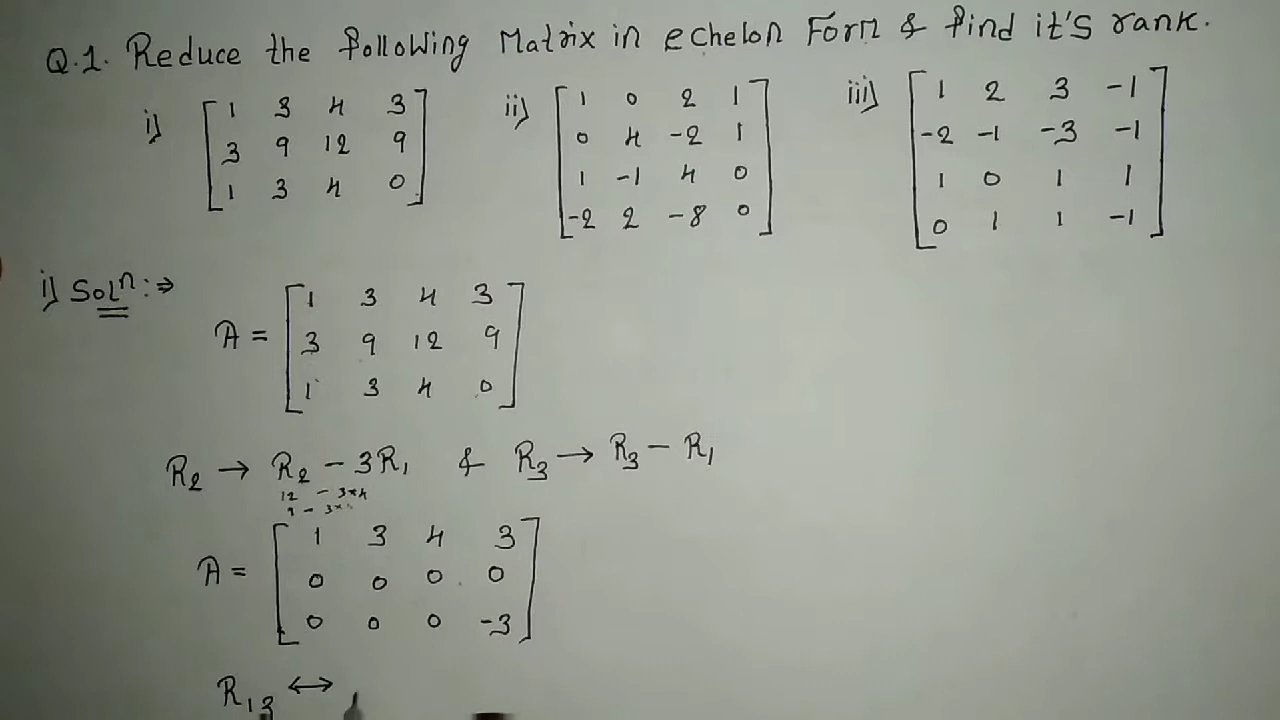 Q.1. Reduce the following Matrix in echelon Form & find it's rank.
i) [1 3 4 3 ii) [1 0 2 1 iii) [1 2 3 -1
3 9 12 9 0 4 -2 1 -2 -1 -3 -1
1 3 4 0] 1 -1 4 0 1 0 1 1
-2 2 -8 0] 0 1 1 -1]
i) Solⁿ :⇒
A = [1 3 4 3
3 9 12 9
1 3 4 0]
R₂ → R₂ - 3R₁ & R₃ → R₃ - R₁
12 - 3×4
A = [1 3 4 3
0 0 0 0
0 0 0 -3]
R₁₃ ↔